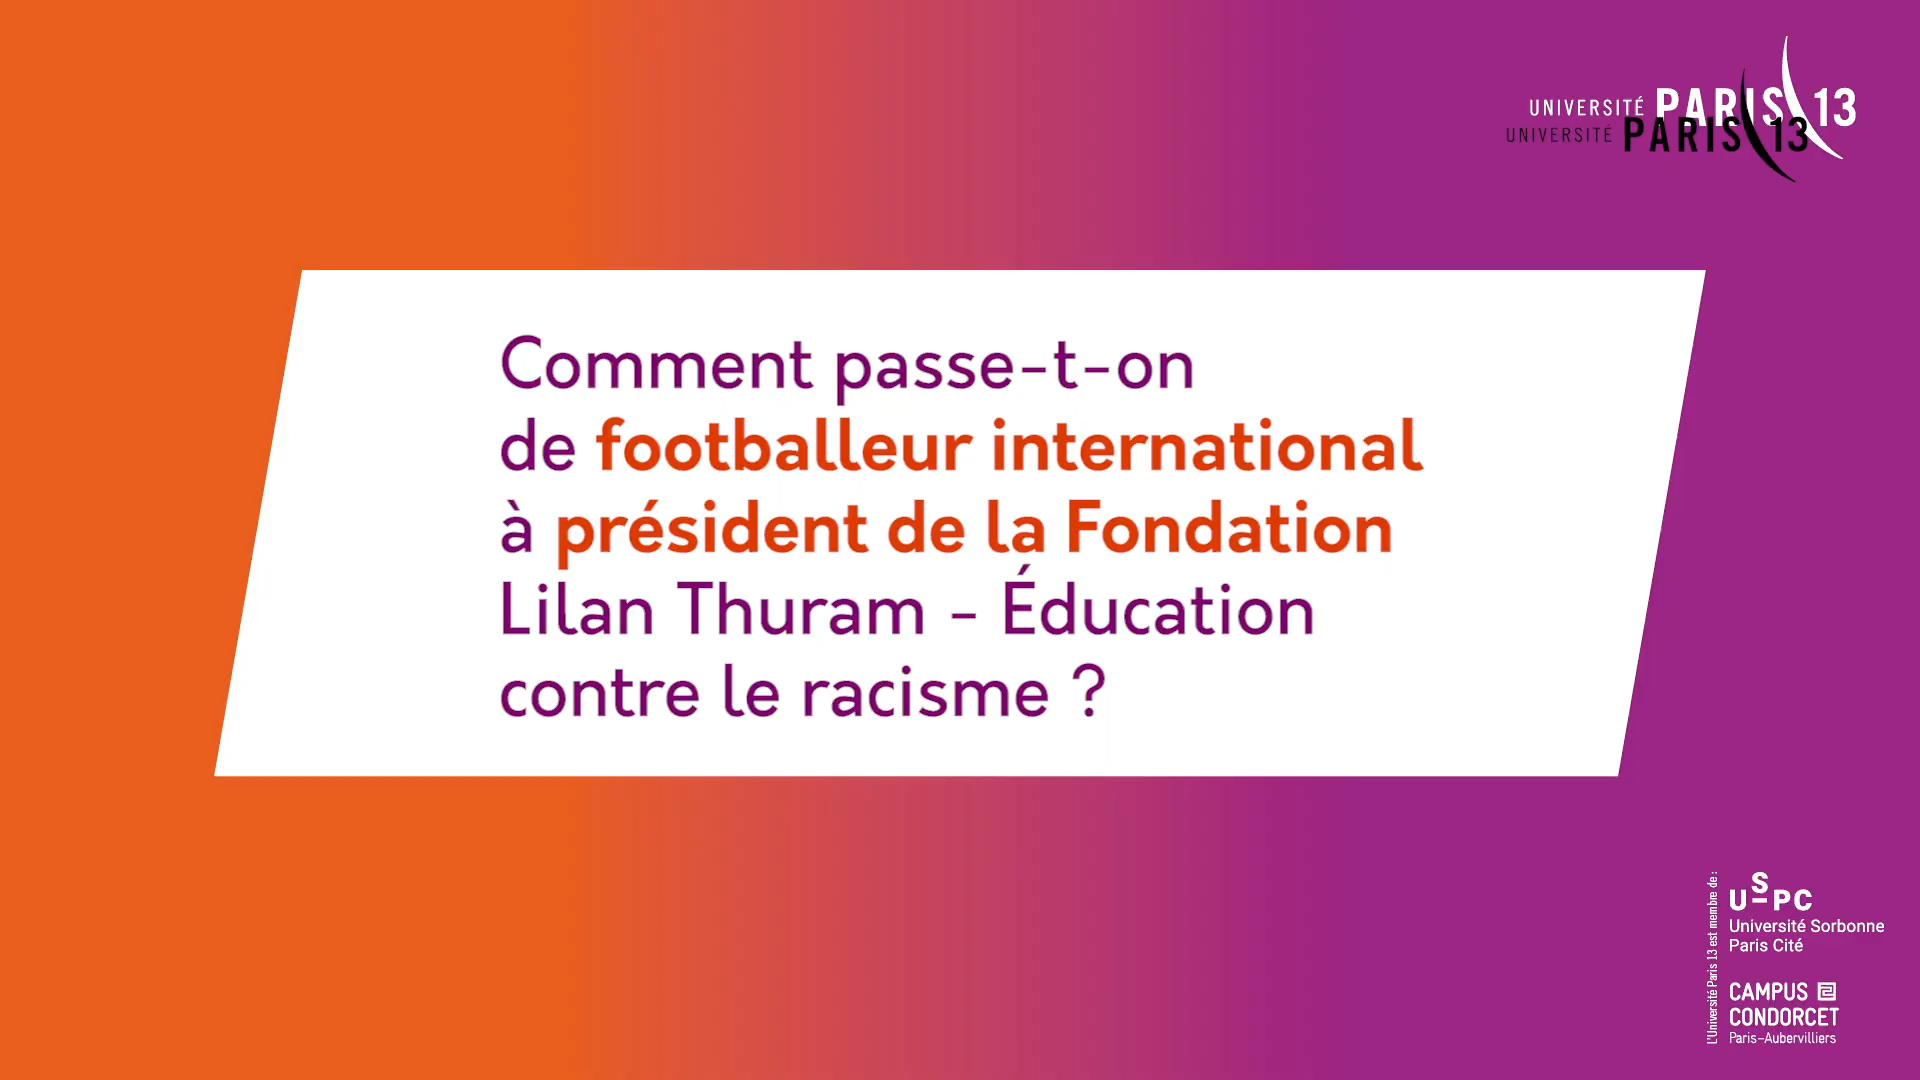 UNIVERSITÉ PARIS 13
UNIVERSITÉ PARIS 13
Comment passe-t-on
de footballeur international
à président de la Fondation
Lilan Thuram - Éducation
contre le racisme ?
L'Université Paris 13 est membre de :
USPC
Université Sorbonne
Paris Cité
CAMPUS
CONDORCET
Paris-Aubervilliers